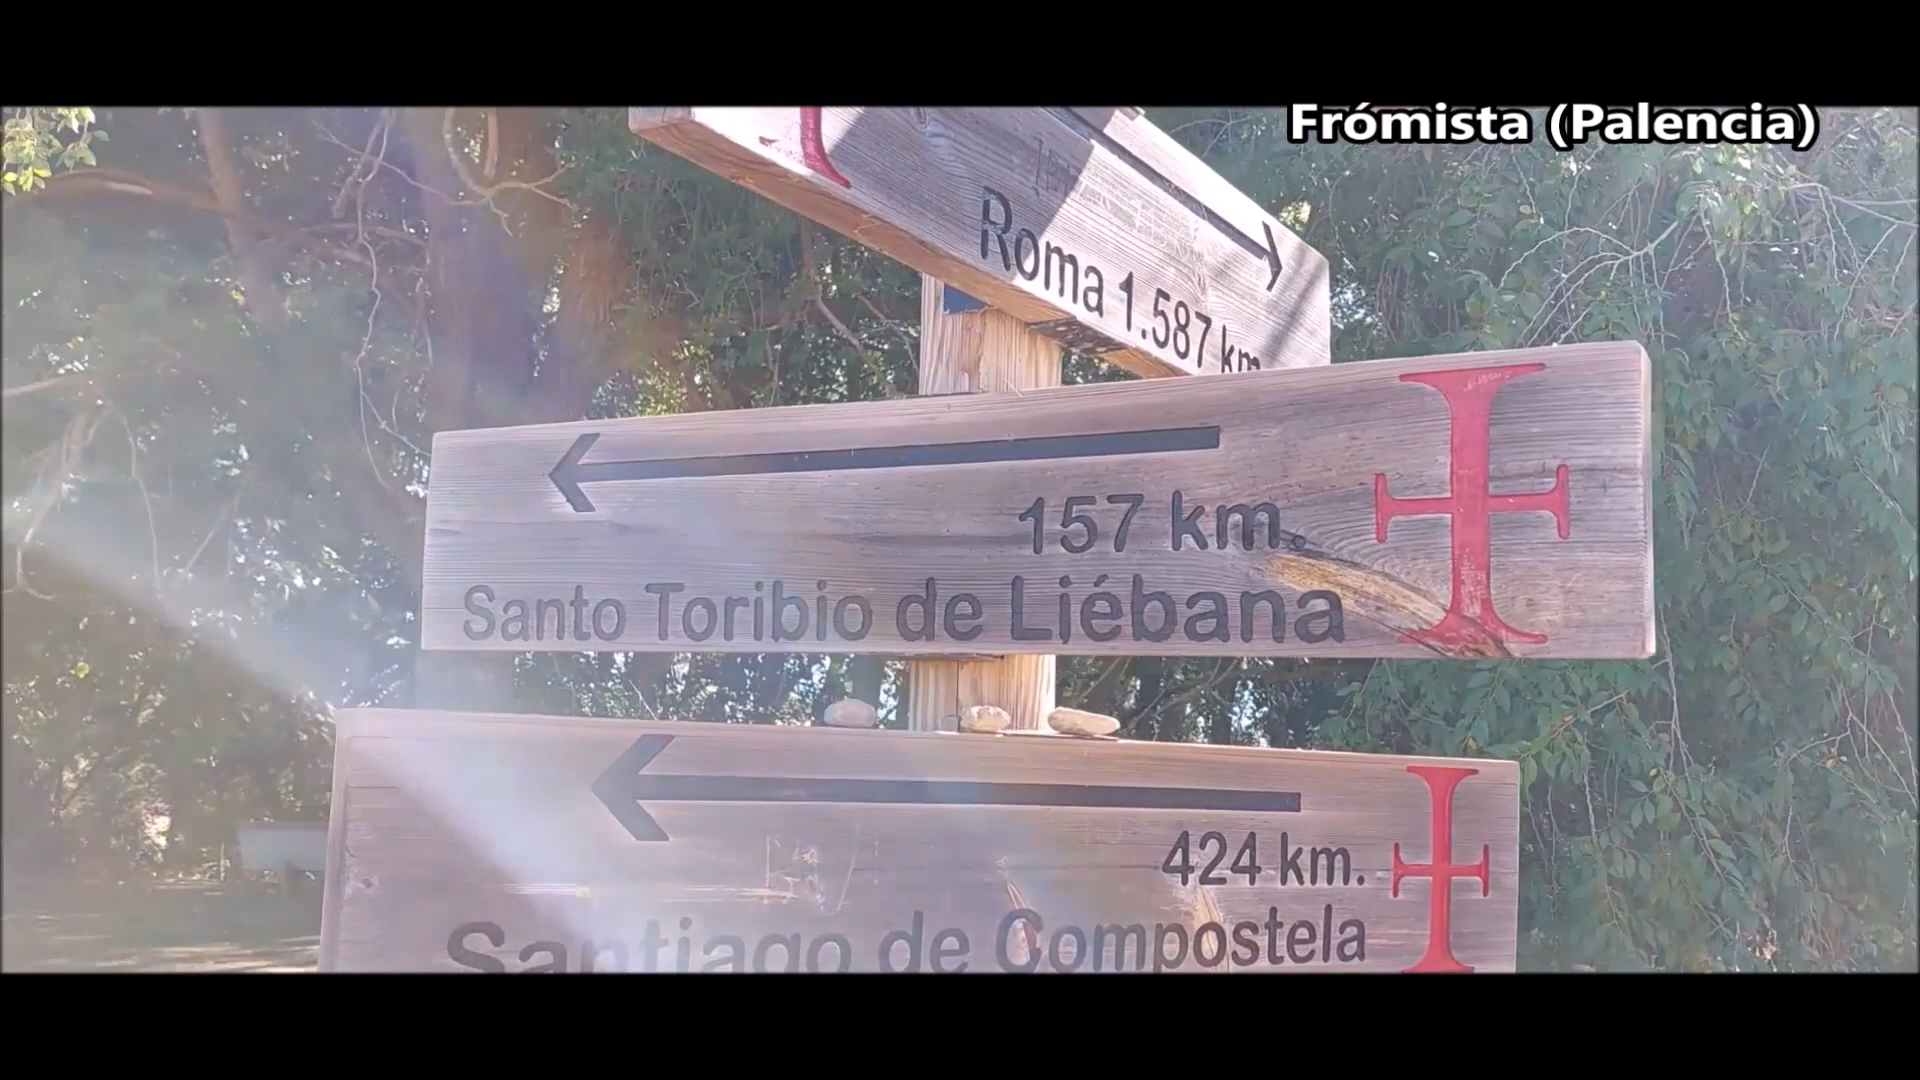 Frómista (Palencia)
Roma 1.587 km
157 km.
Santo Toribio de Liébana
424 km.
Santiago de Compostela